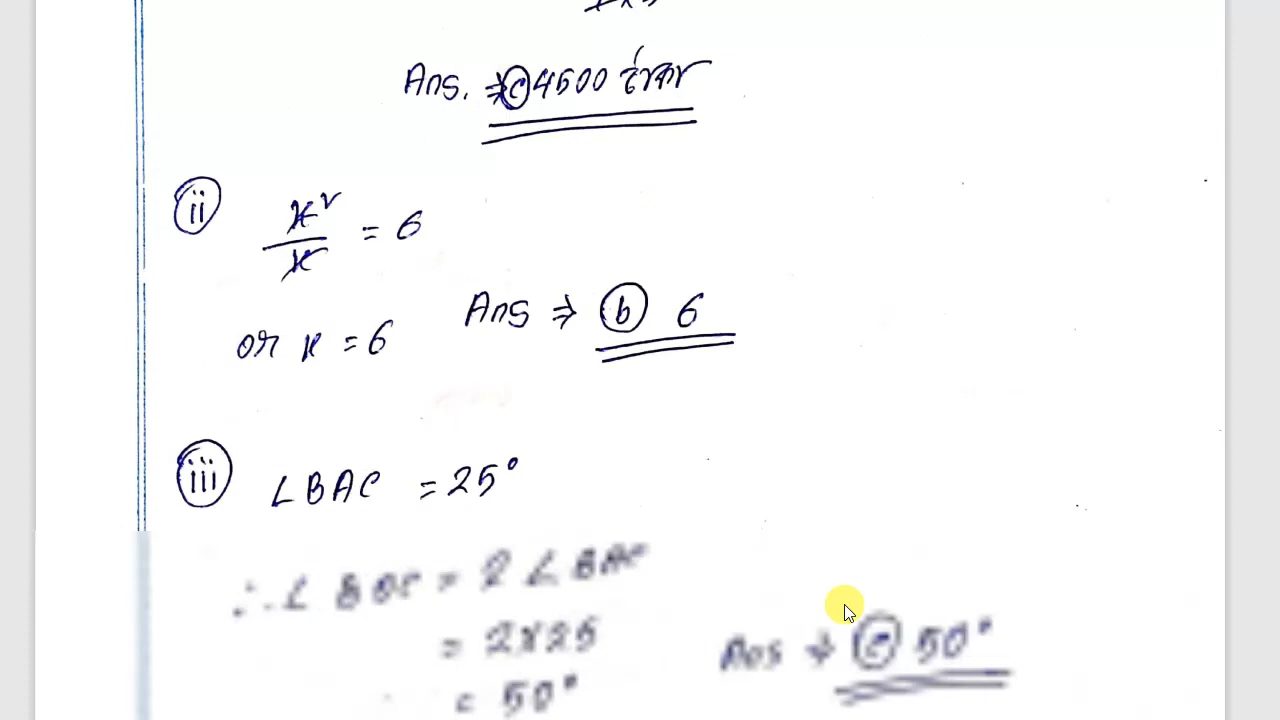 Ans. ⇒ ⓒ 4500 টাকা
ⓘⓘ x²/x = 6
or x = 6 Ans ⇒ ⓑ 6
ⓘⓘⓘ ∠BAC = 25°
∴ ∠BOC = 2 ∠BAC
= 2×25
= 50° Ans ⇒ ⓒ 50°